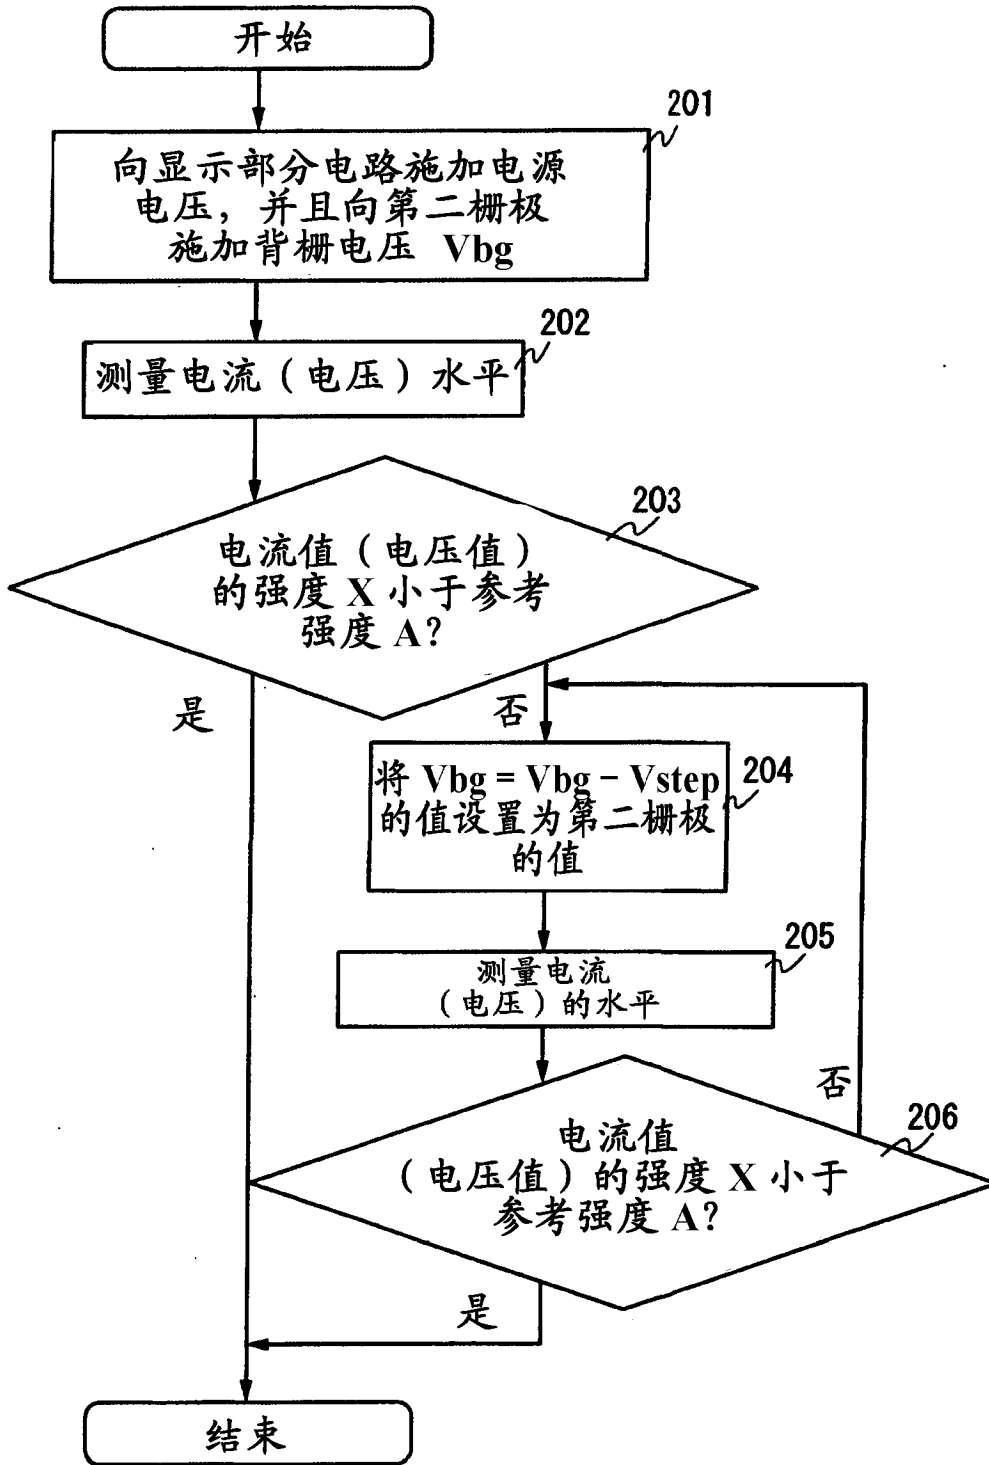 开始
201
向显示部分电路施加电源
电压，并且向第二栅极
施加背栅电压 Vbg
202
测量电流（电压）水平
203
电流值（电压值）
的强度 X 小于参考
强度 A？
是
否
204
将 Vbg = Vbg − Vstep
的值设置为第二栅极
的值
205
测量电流
（电压）的水平
否
206
电流值
（电压值）的强度 X 小于
参考强度 A？
是
结束